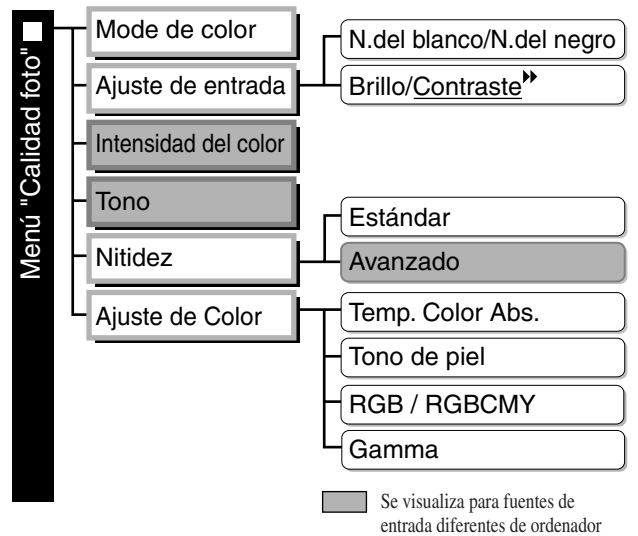 Menú "Calidad foto"
Mode de color
Ajuste de entrada
N.del blanco/N.del negro
Brillo/Contraste
Intensidad del color
Tono
Nitidez
Estándar
Avanzado
Ajuste de Color
Temp. Color Abs.
Tono de piel
RGB / RGBCMY
Gamma
Se visualiza para fuentes de
entrada diferentes de ordenador